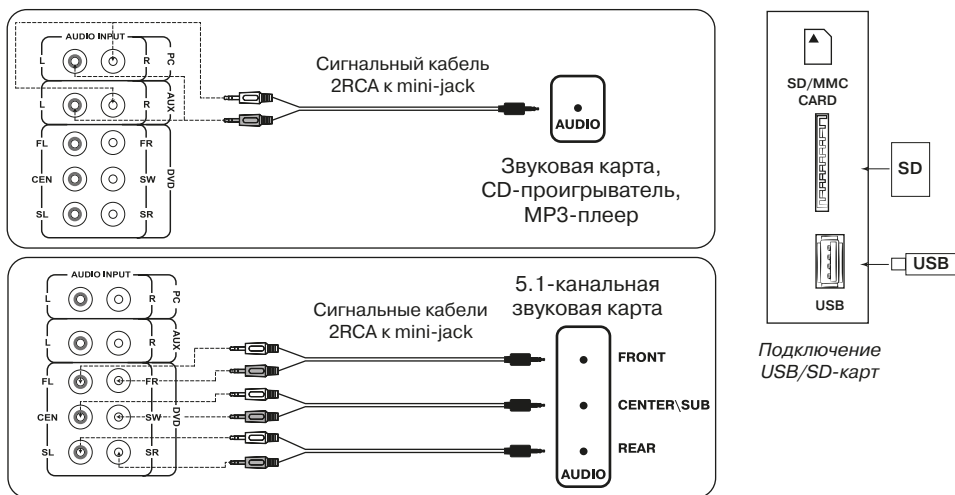 AUDIO INPUT
L R PC
L R AUX
FL FR
CEN SW DVD
SL SR
Сигнальный кабель
2RCA к mini-jack
AUDIO
Звуковая карта,
CD-проигрыватель,
MP3-плеер
AUDIO INPUT
L R PC
L R AUX
FL FR
CEN SW DVD
SL SR
Сигнальные кабели
2RCA к mini-jack
5.1-канальная
звуковая карта
FRONT
CENTER\SUB
REAR
AUDIO
SD/MMC
CARD
SD
USB
USB
Подключение
USB/SD-карт